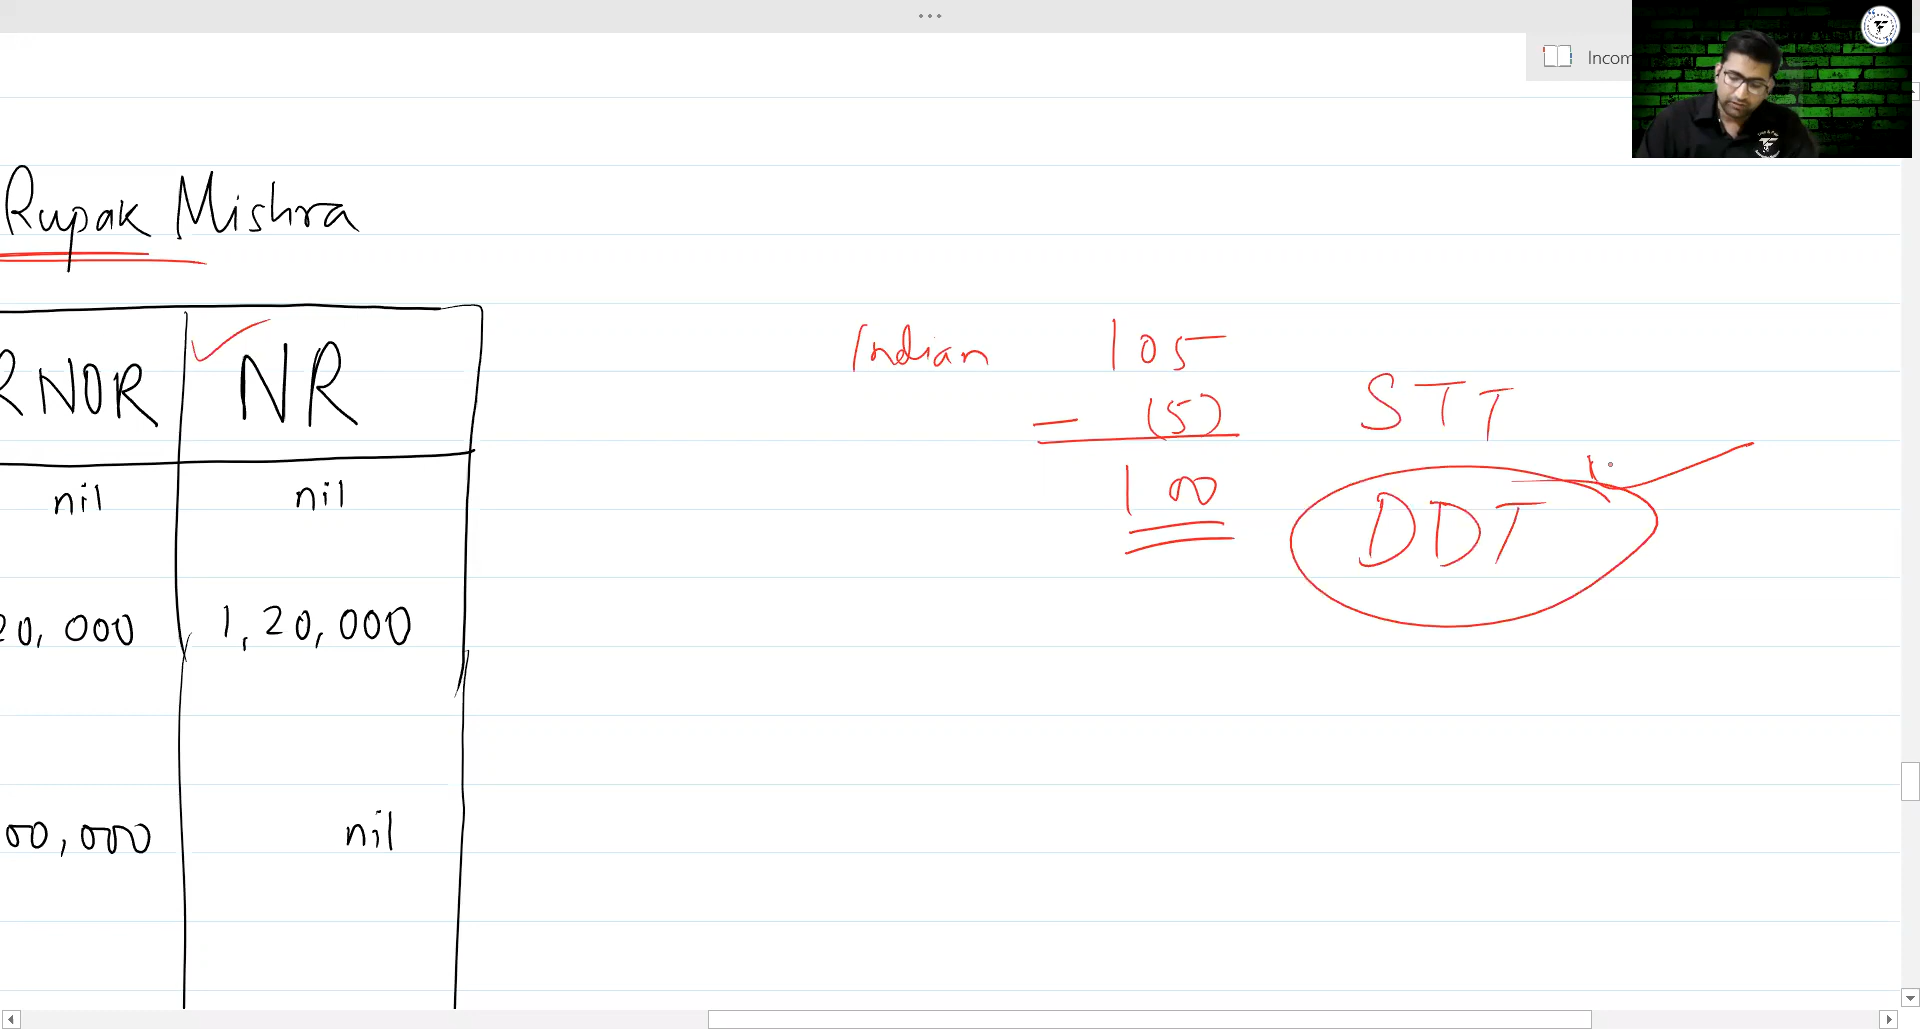 Incom
Rupak Mishra
RNOR NR
nil nil
20,000 1,20,000
00,000 nil
Indian 105
- (5)
100
STT
DDT